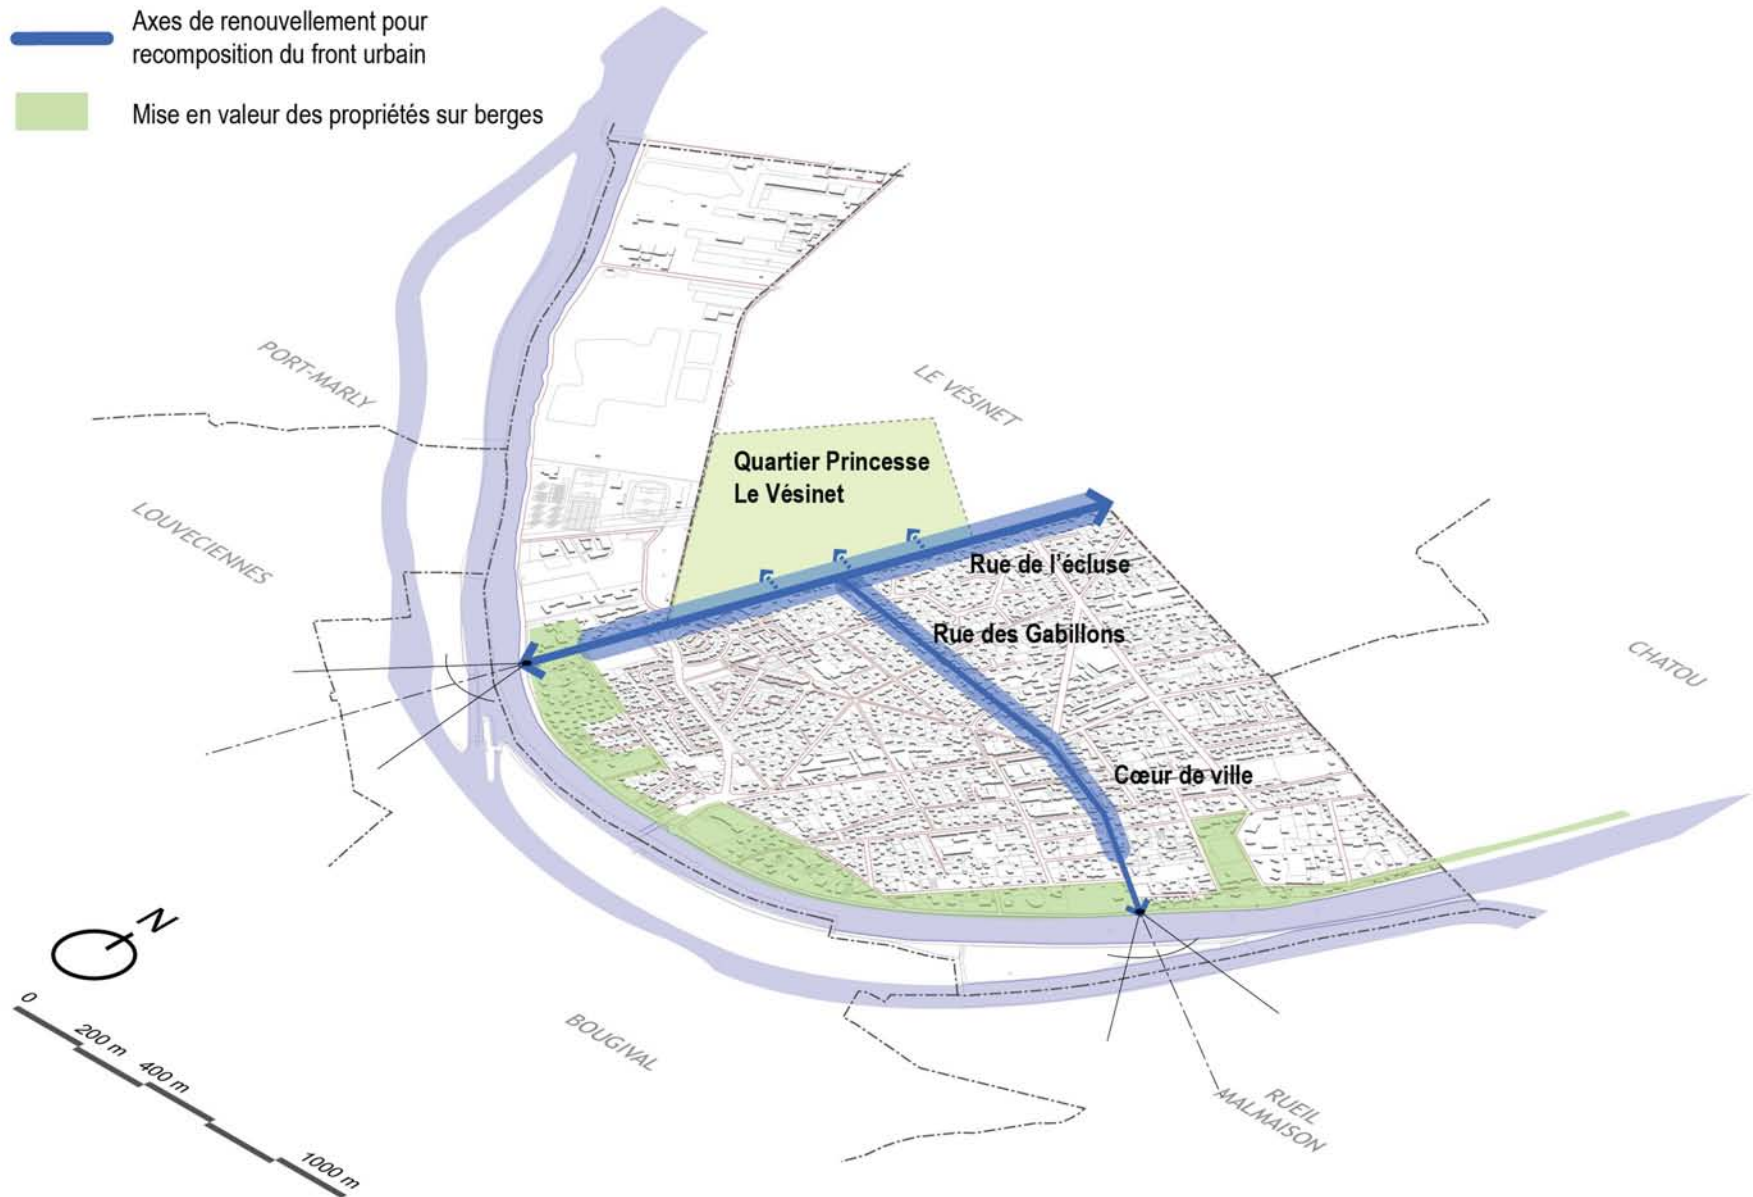 Axes de renouvellement pour
recomposition du front urbain
Mise en valeur des propriétés sur berges
PORT-MARLY
LE VÉSINET
Quartier Princesse
Le Vésinet
LOUVECIENNES
Rue de l'écluse
Rue des Gabillons
CHATOU
Cœur de ville
N
0
200 m
400 m
1000 m
BOUGIVAL
RUEIL
MALMAISON